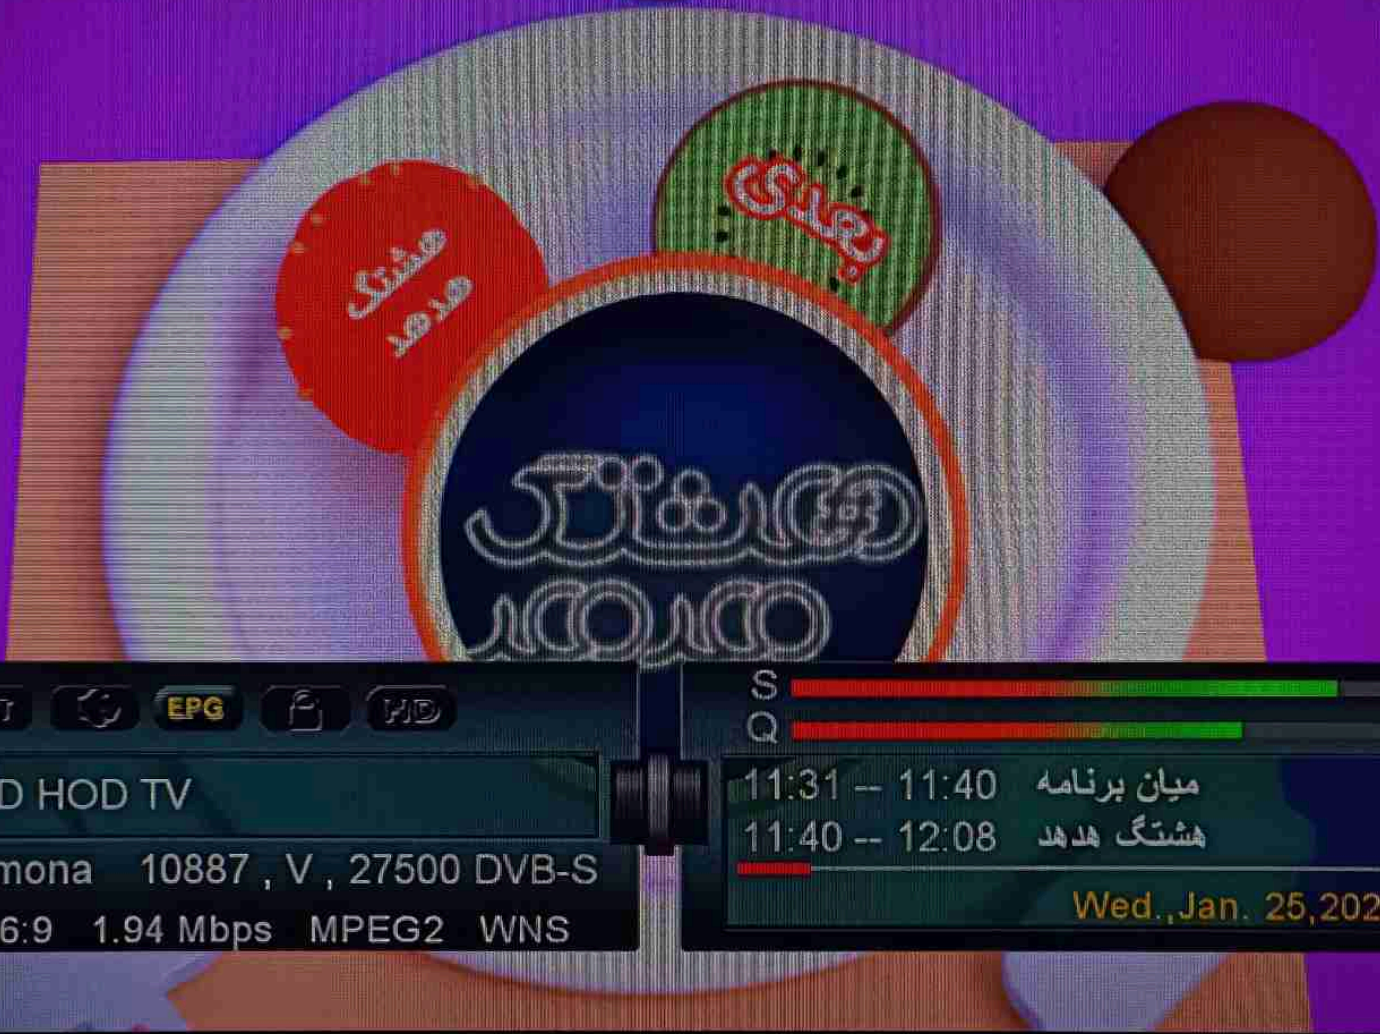 بعدی
هشتگ
هدهد
هشتگ
هدهد
T
EPG
HD
S
Q
D HOD TV
11:31 -- 11:40 میان برنامه
11:40 -- 12:08 هشتگ هدهد
mona 10887 , V , 27500 DVB-S
6:9 1.94 Mbps MPEG2 WNS
Wed.,Jan. 25,202